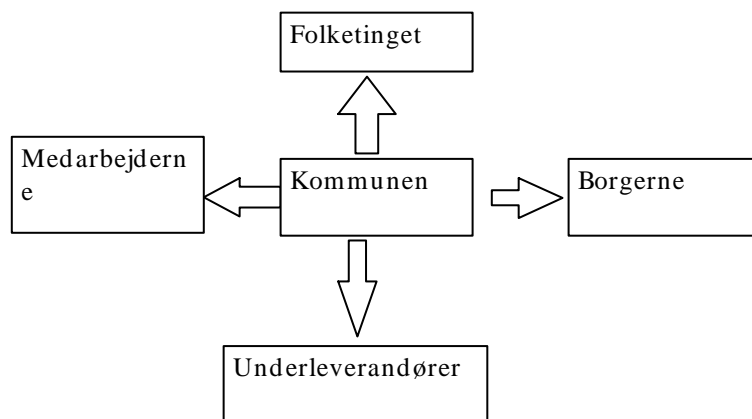 Folketinget
Medarbejdern
e
Kommunen
Borgerne
Underleverandører